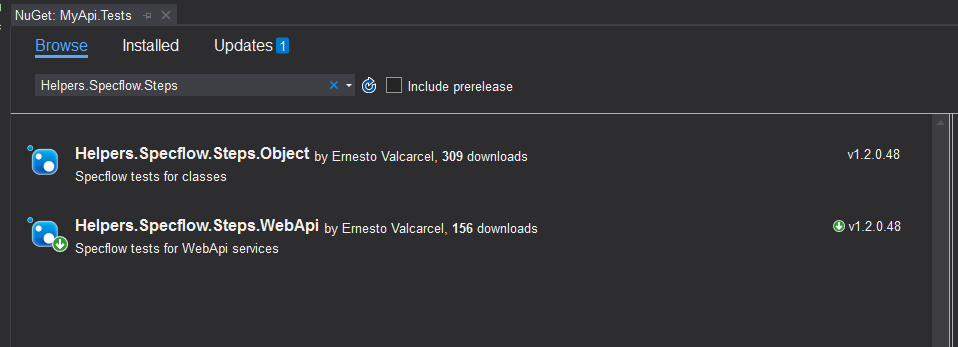 NuGet: MyApi.Tests
Browse Installed Updates 1
Helpers.Specflow.Steps Include prerelease
Helpers.Specflow.Steps.Object by Ernesto Valcarcel, 309 downloads v1.2.0.48
Specflow tests for classes
Helpers.Specflow.Steps.WebApi by Ernesto Valcarcel, 156 downloads v1.2.0.48
Specflow tests for WebApi services